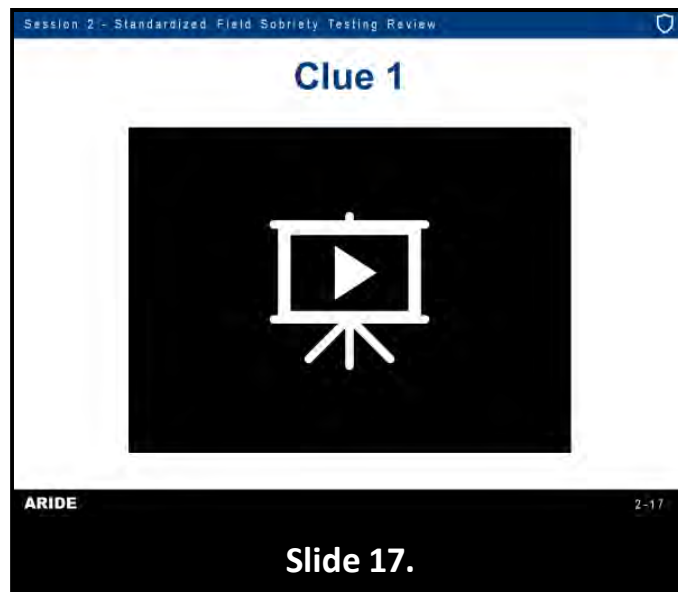 Session 2 - Standardized Field Sobriety Testing Review
Clue 1
ARIDE
2-17
Slide 17.